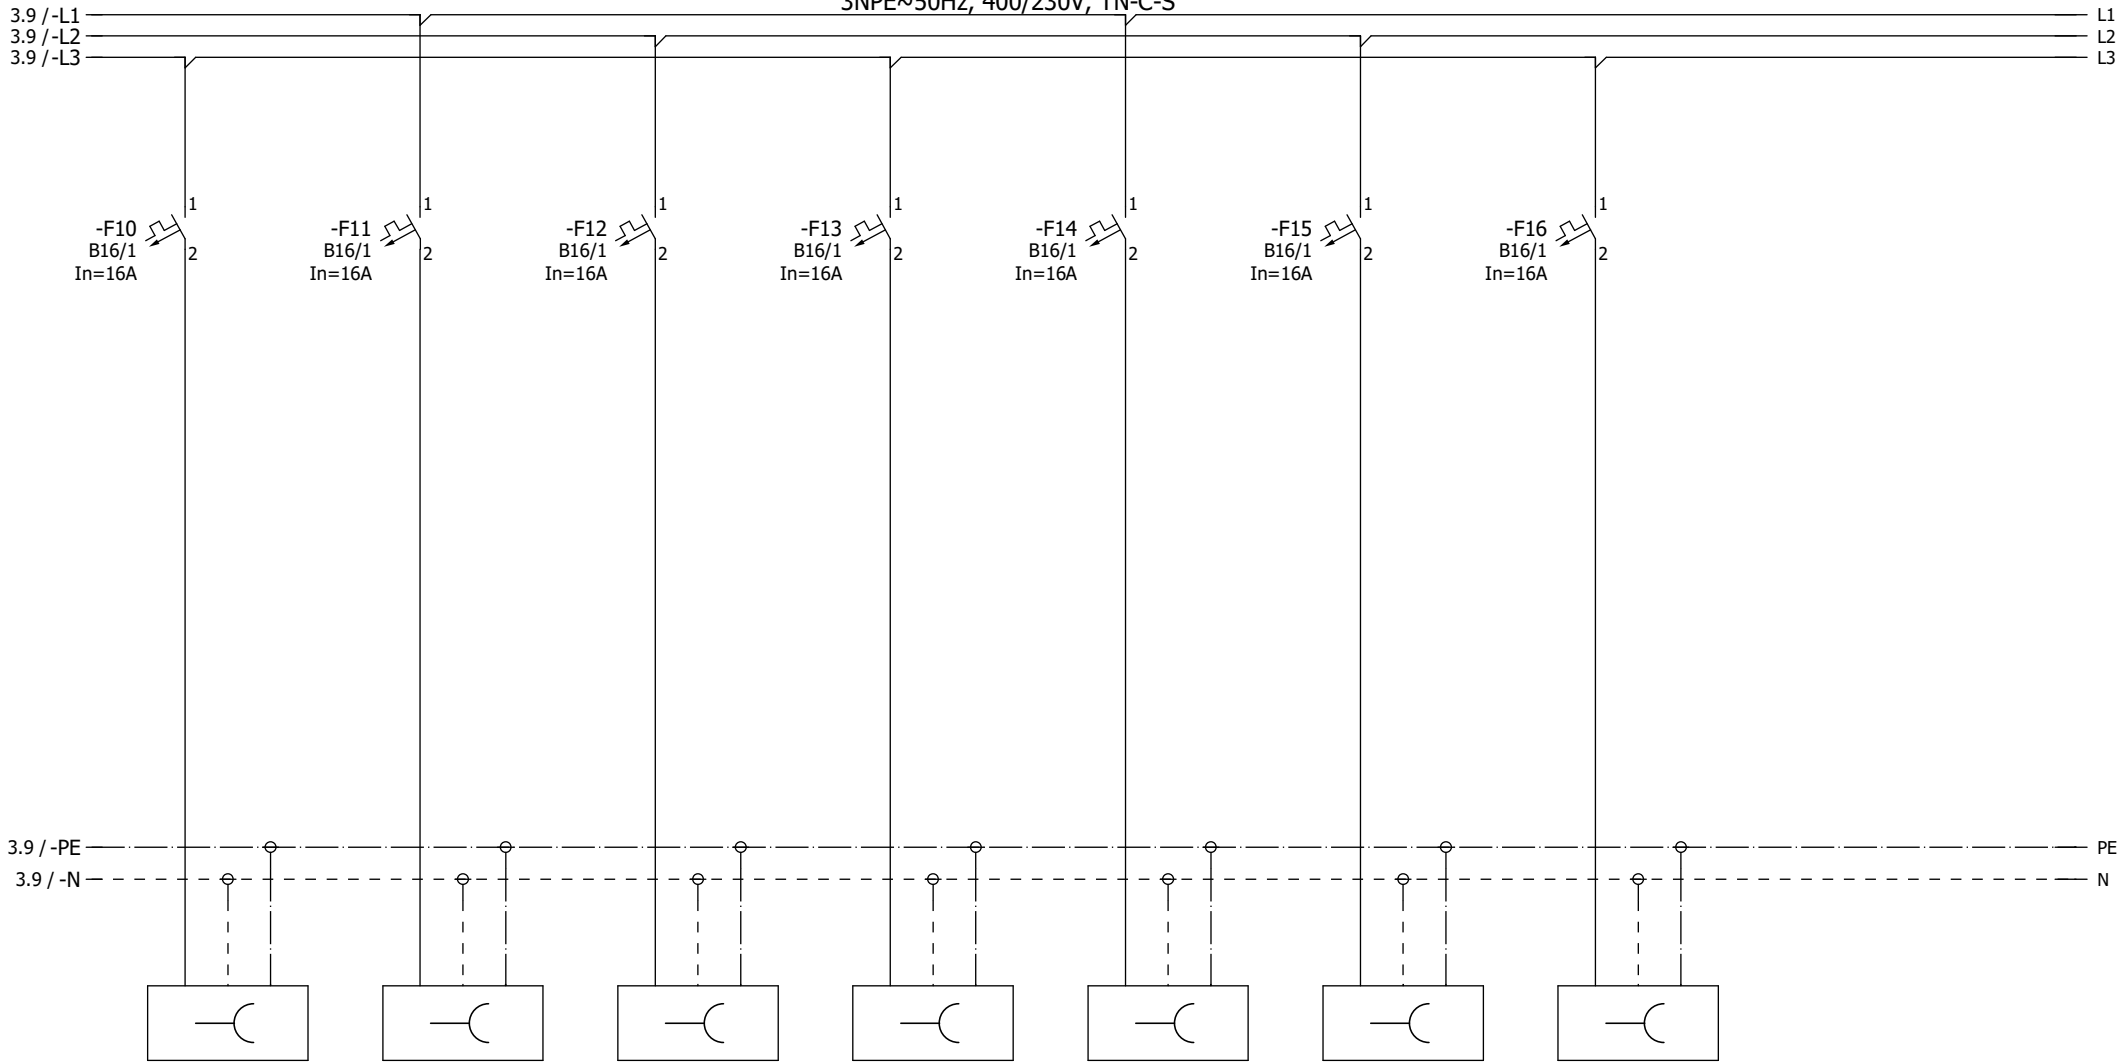 3NPE~50Hz, 400/230V, TN-C-S
3.9 / -L1 L1
3.9 / -L2 L2
3.9 / -L3 L3
1 1 1 1 1 1 1
-F10 -F11 -F12 -F13 -F14 -F15 -F16
B16/1 B16/1 B16/1 B16/1 B16/1 B16/1 B16/1
2 2 2 2 2 2 2
In=16A In=16A In=16A In=16A In=16A In=16A In=16A
3.9 / -PE PE
3.9 / -N N